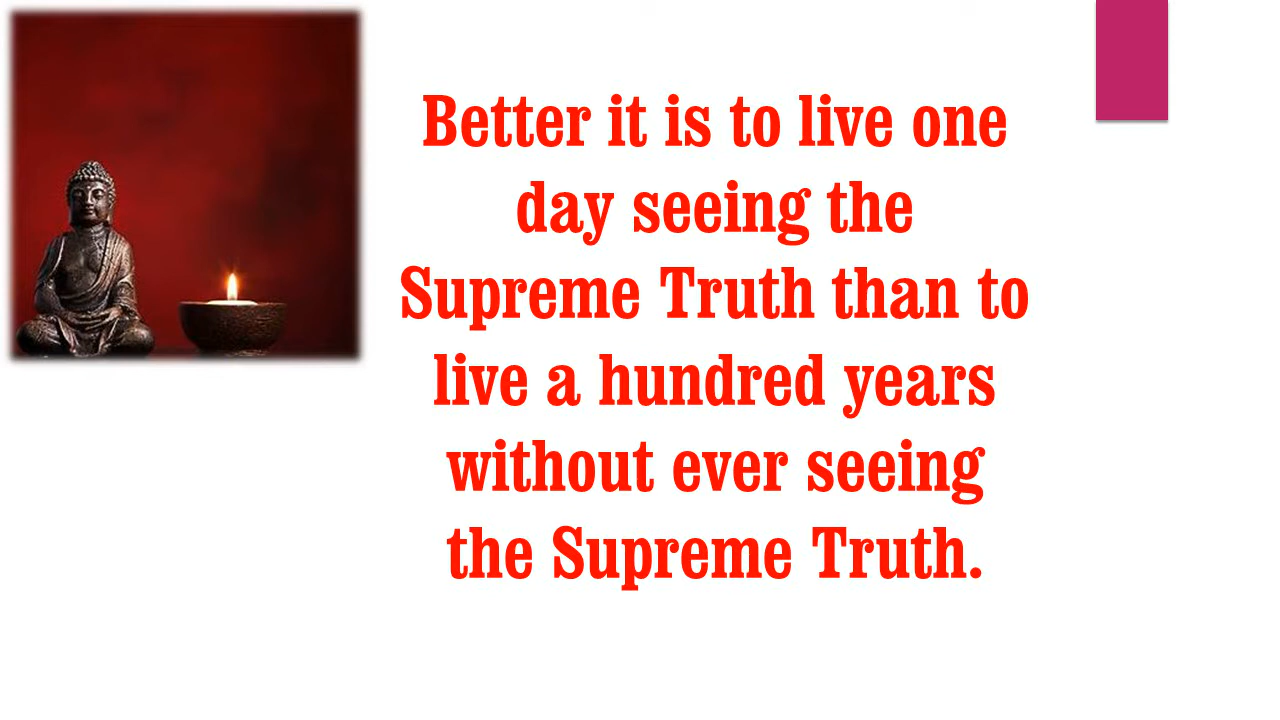 Better it is to live one
day seeing the
Supreme Truth than to
live a hundred years
without ever seeing
the Supreme Truth.